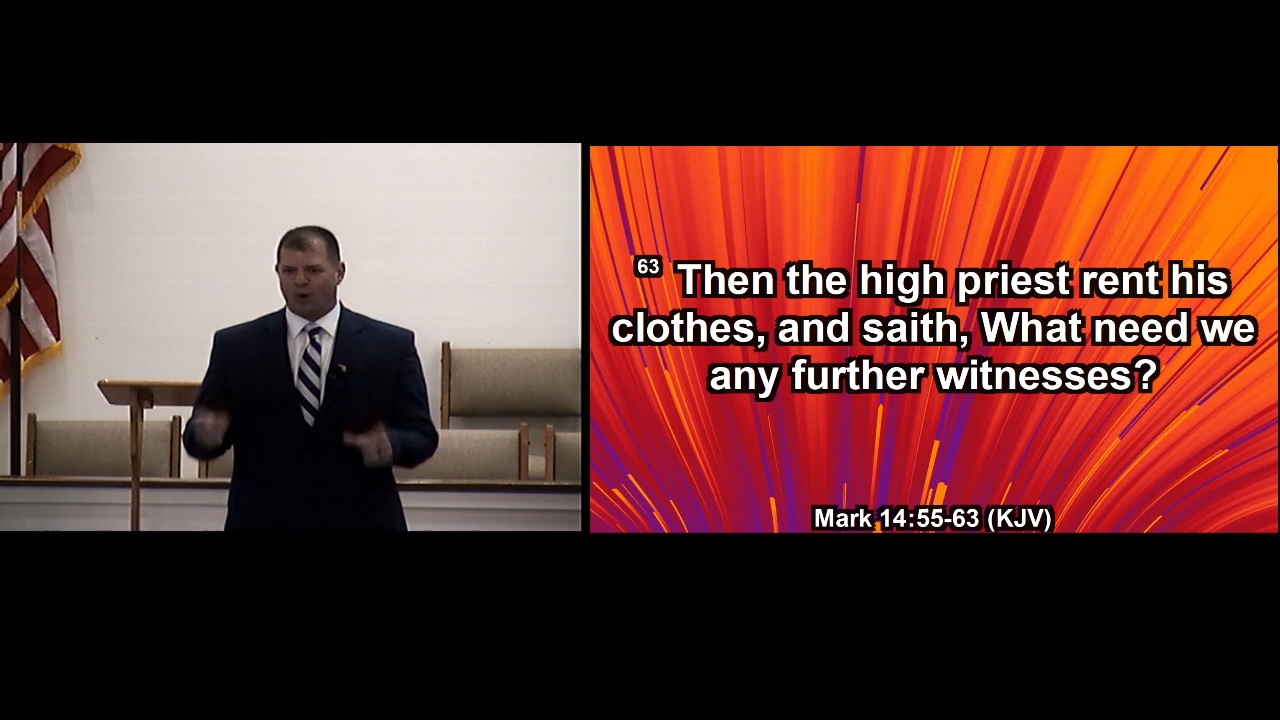 63 Then the high priest rent his
clothes, and saith, What need we
any further witnesses?
Mark 14:55-63 (KJV)